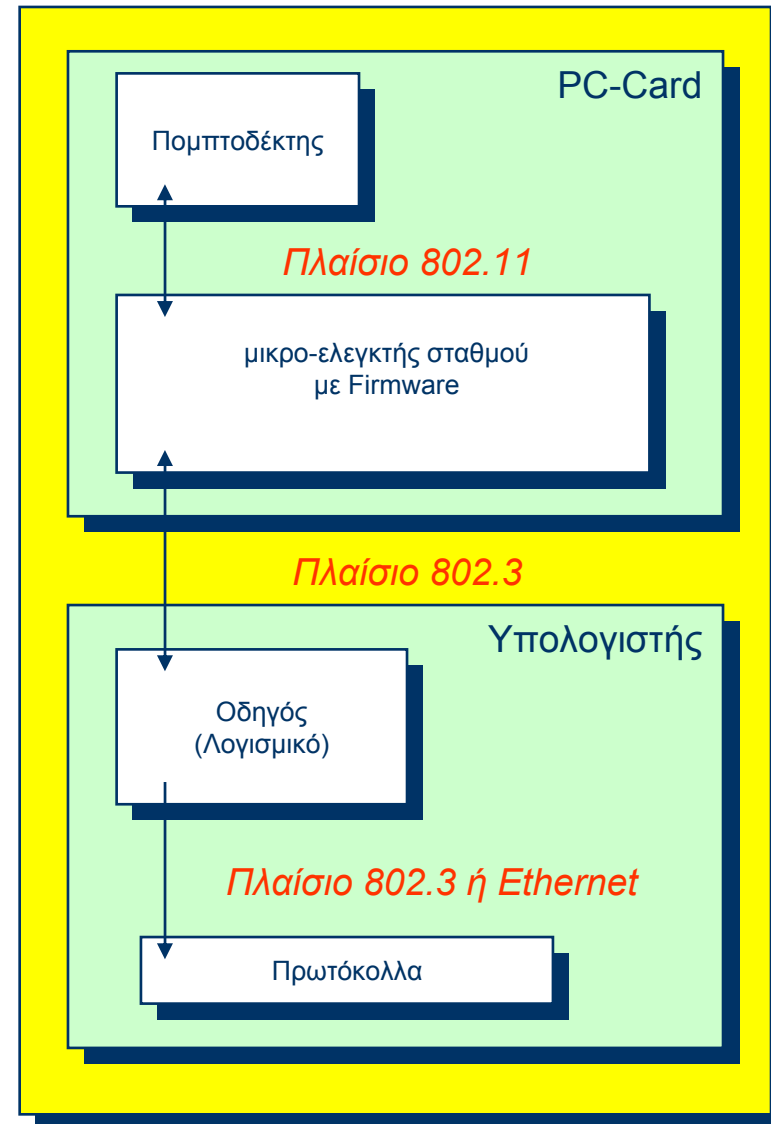 PC-Card
Πομπτοδέκτης
Πλαίσιο 802.11
μικρο-ελεγκτής σταθμού
με Firmware
Πλαίσιο 802.3
Υπολογιστής
Οδηγός
(Λογισμικό)
Πλαίσιο 802.3 ή Ethernet
Πρωτόκολλα